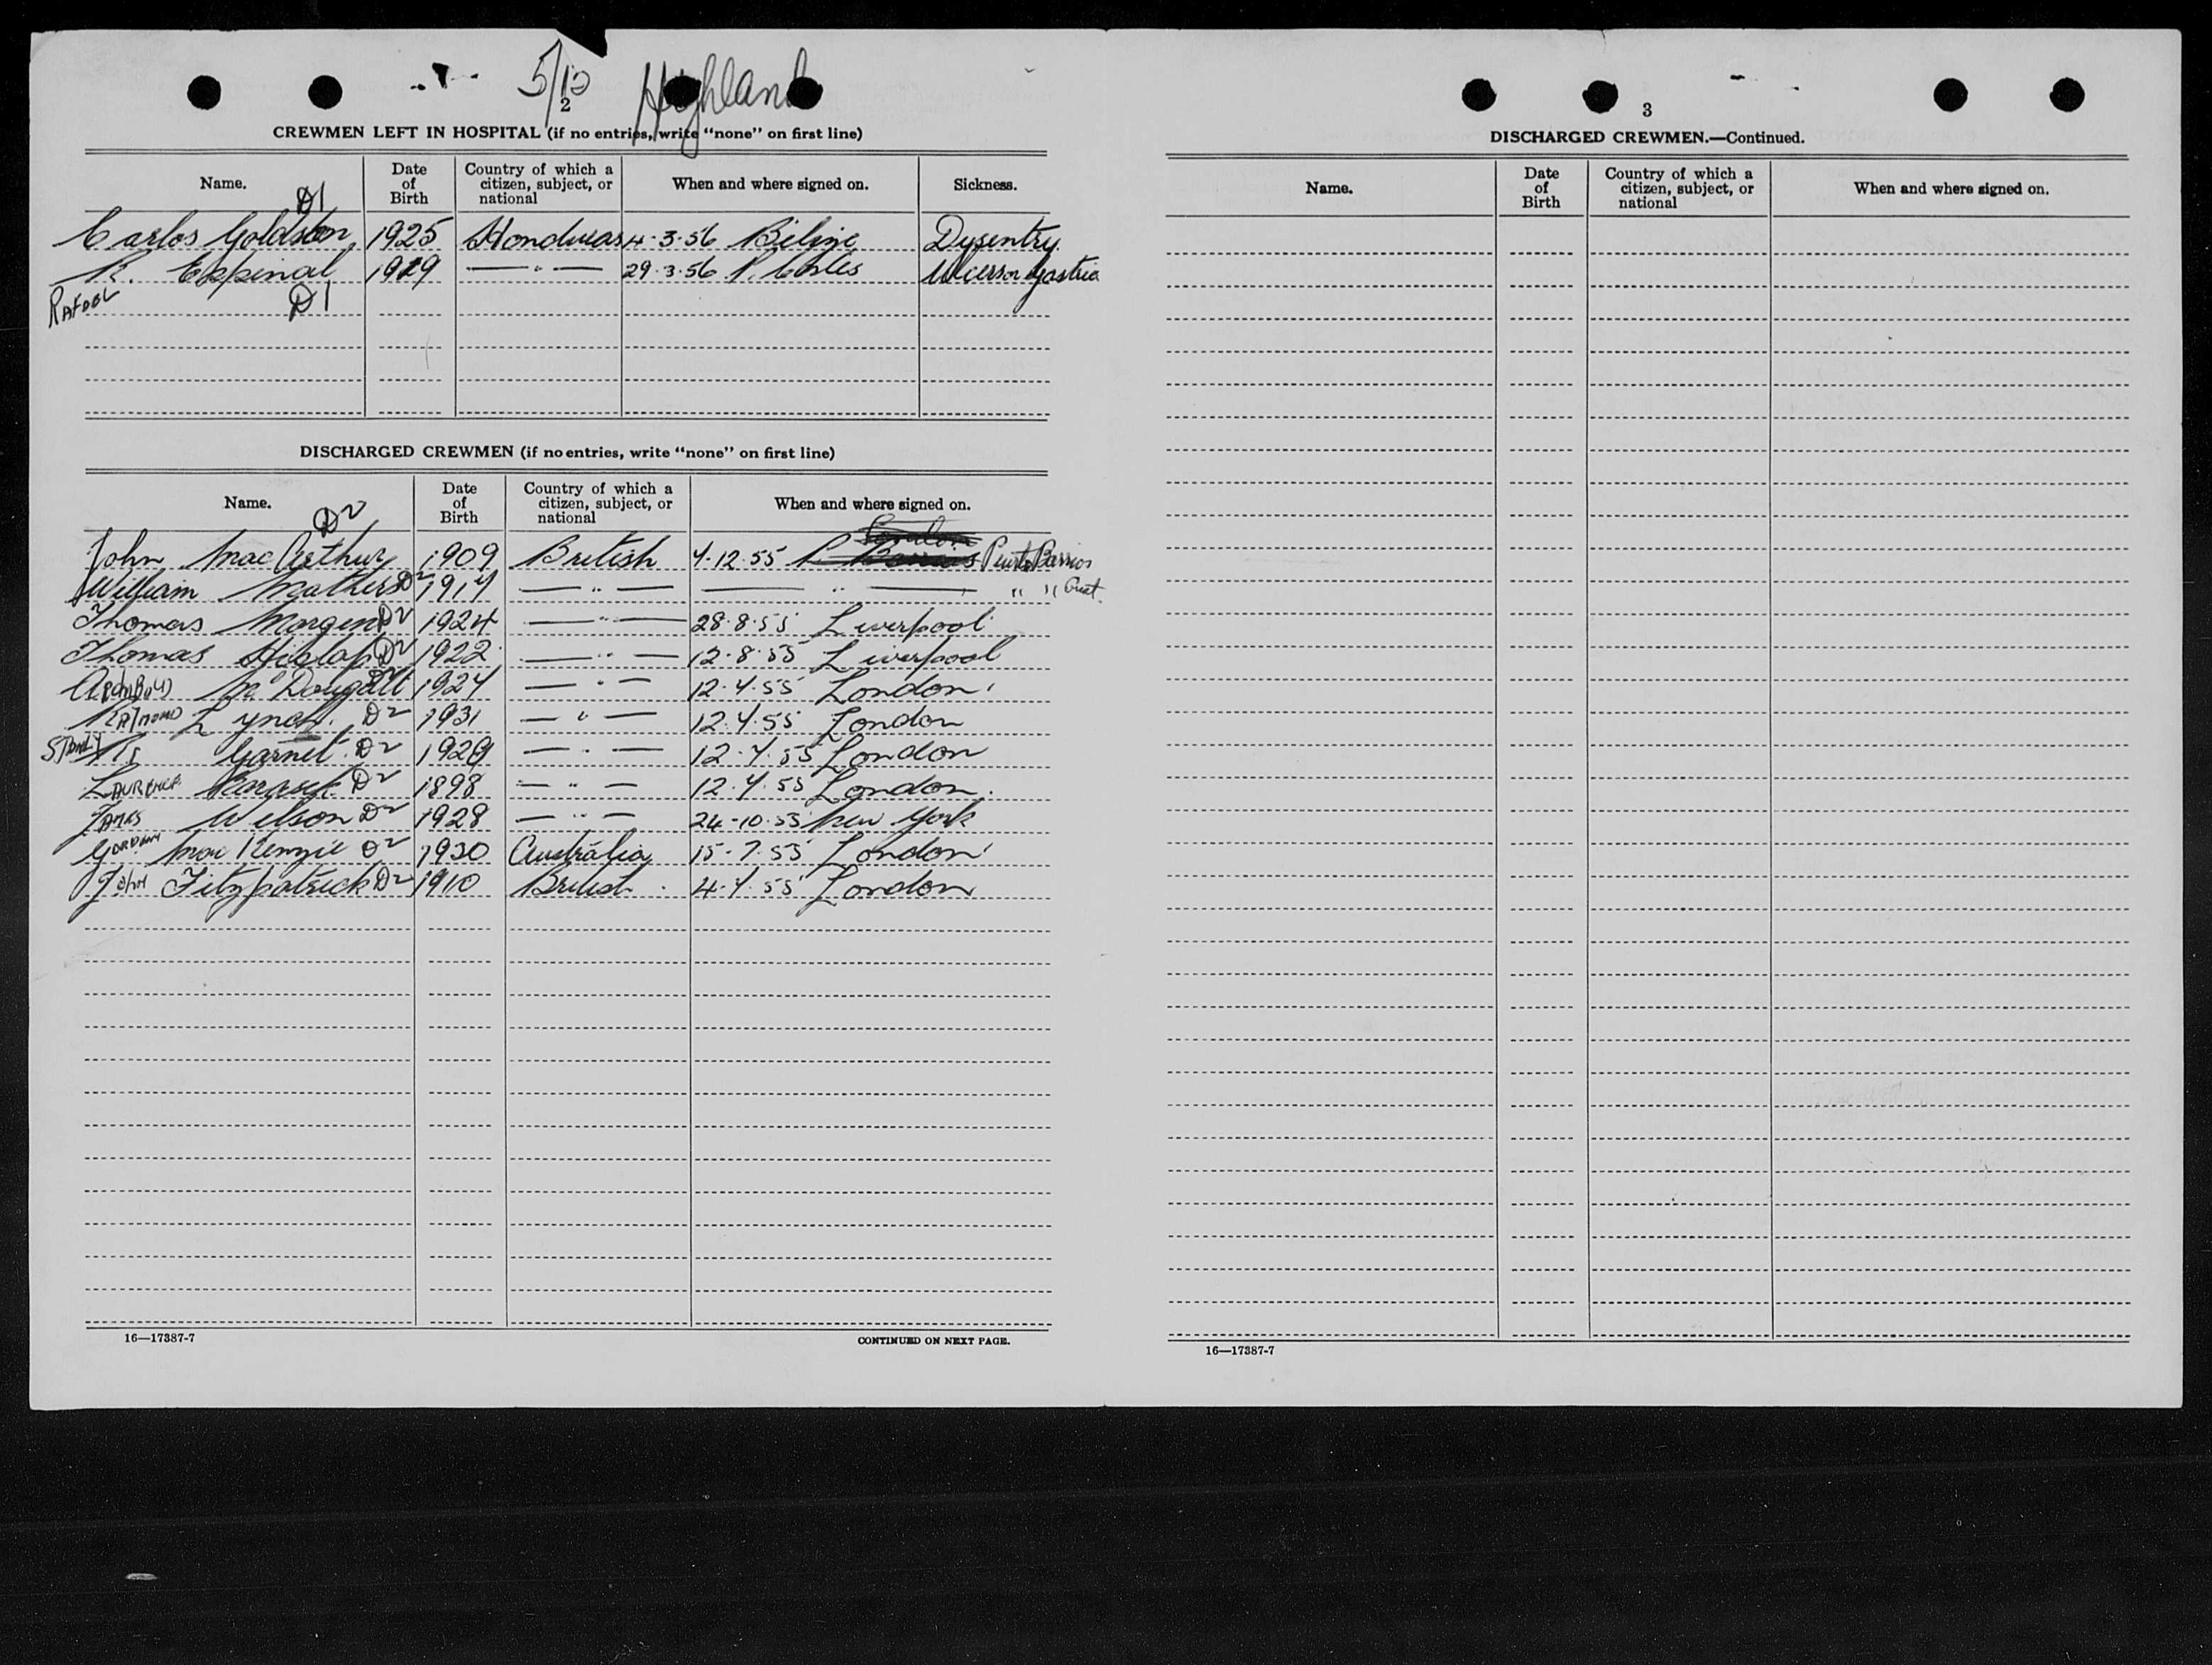 5/10 Highland
2
CREWMEN LEFT IN HOSPITAL (if no entries, write "none" on first line)
Name. Date of Birth Country of which a citizen, subject, or national When and where signed on. Sickness.
D1
Carlos Goldston 1925 Honduras 4-3-56 Belize Dysentry
R. Espinal 1929 — " — 29.3.56 P. Cortes Gastric
RAFAEL D1
DISCHARGED CREWMEN (if no entries, write "none" on first line)
Name. Date of Birth Country of which a citizen, subject, or national When and where signed on.
D2
John MacArthur 1909 British 4-12-55 Puerto Barrios
William Mathers D2 1914 — " — — " — " " Guat.
Thomas Morgen D2 1924 — " — 28.8.55 Liverpool
Thomas Hislop D2 1922 — " — 12.8.55 Liverpool
Archibald McDougall D2 1924 — " — 12.4.55 London
RAYMOND Lynch. D2 1931 — " — 12.4.55 London
STANLY Garnet D2 1929 — " — 12.4.55 London
LAURENCE D2 1898 — " — 12.4.55 London.
JAMES Wilson D2 1928 — " — 24-10-55 New York
GORDON MacKenzie D2 1930 Australia 15-7.55 London
JOHN Fitzpatrick D2 1910 British. 4.4.55 London
16—17387-7 CONTINUED ON NEXT PAGE.
3
DISCHARGED CREWMEN.—Continued.
Name. Date of Birth Country of which a citizen, subject, or national When and where signed on.
16—17387-7